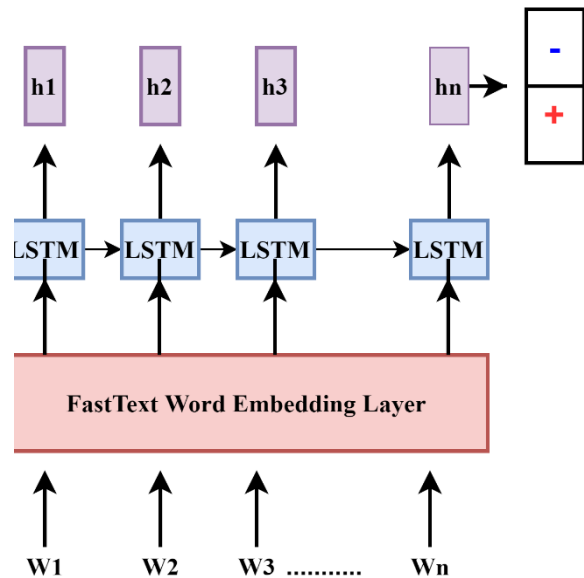 h1 h2 h3 hn -
+
LSTM LSTM LSTM LSTM
FastText Word Embedding Layer
W1 W2 W3 ........... Wn